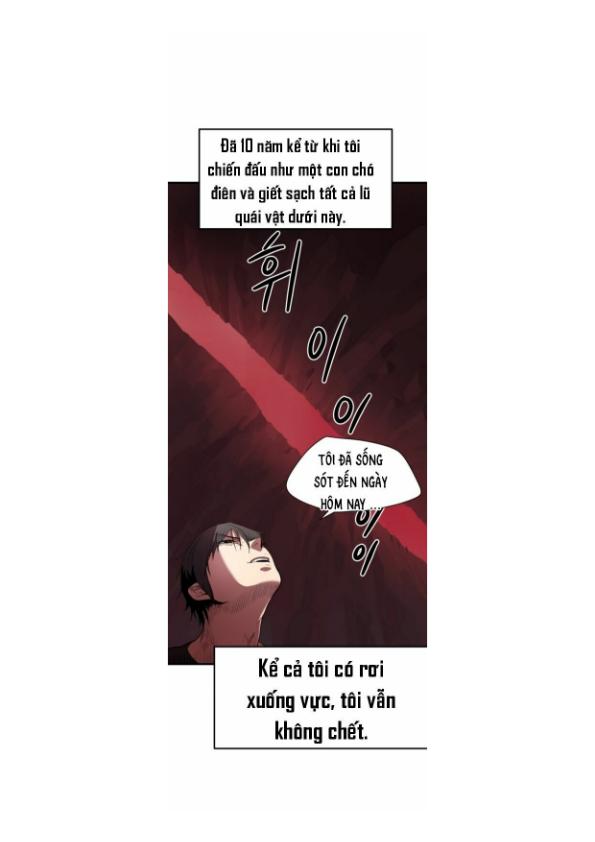 Đã 10 năm kể từ khi tôi
chiến đấu như một con chó
điên và giết sạch tất cả lũ
quái vật dưới này.
휘
이
이
TÔI ĐÃ SỐNG
SÓT ĐẾN NGÀY
HÔM NAY ...
이
이
Kể cả tôi có rơi
xuống vực, tôi vẫn
không chết.